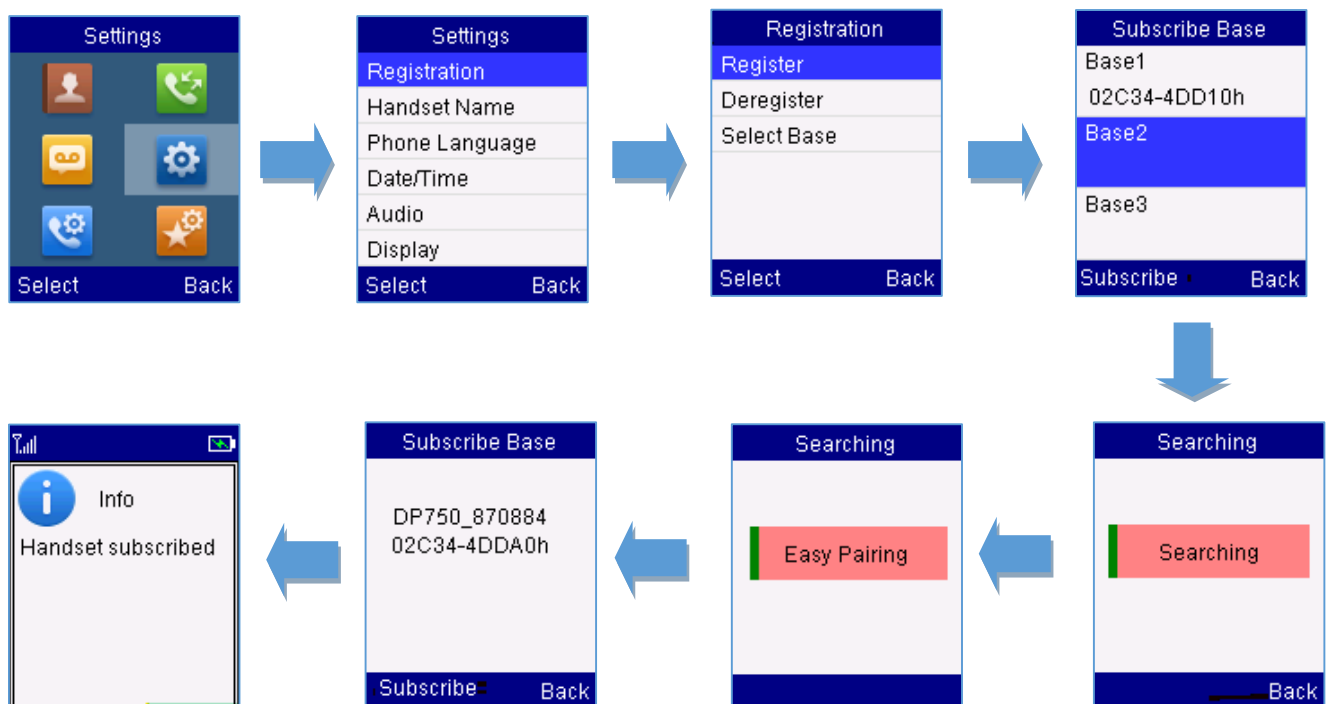 Settings
Select Back
Settings
Registration
Handset Name
Phone Language
Date/Time
Audio
Display
Select Back
Registration
Register
Deregister
Select Base
Select Back
Subscribe Base
Base1
02C34-4DD10h
Base2
Base3
Subscribe Back
Searching
Searching
Back
Searching
Easy Pairing
Subscribe Base
DP750_870884
02C34-4DDA0h
Subscribe Back
Info
Handset subscribed